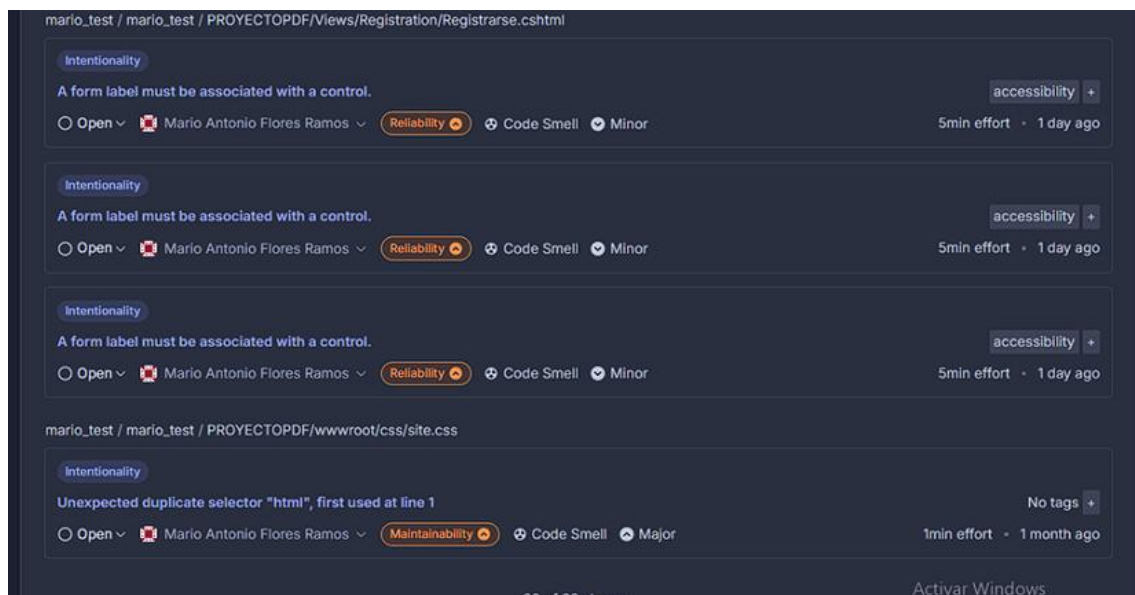 mario_test / mario_test / PROYECTOPDF/Views/Registration/Registrarse.cshtml
Intentionality
A form label must be associated with a control.
accessibility +
Open Mario Antonio Flores Ramos Reliability Code Smell Minor
5min effort • 1 day ago
Intentionality
A form label must be associated with a control.
accessibility +
Open Mario Antonio Flores Ramos Reliability Code Smell Minor
5min effort • 1 day ago
Intentionality
A form label must be associated with a control.
accessibility +
Open Mario Antonio Flores Ramos Reliability Code Smell Minor
5min effort • 1 day ago
mario_test / mario_test / PROYECTOPDF/wwwroot/css/site.css
Intentionality
Unexpected duplicate selector "html", first used at line 1
No tags +
Open Mario Antonio Flores Ramos Maintainability Code Smell Major
1min effort • 1 month ago
Activar Windows